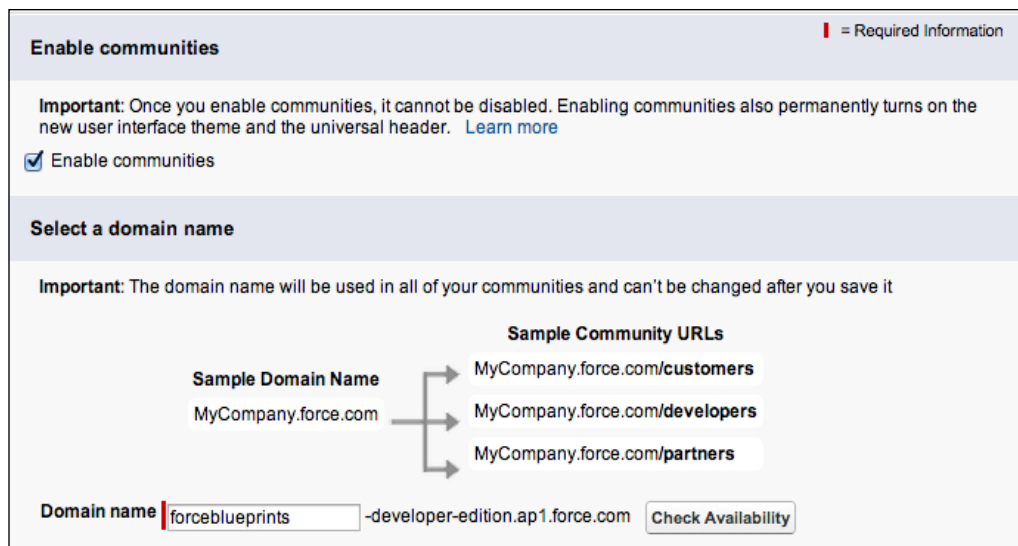 Enable communities
= Required Information
Important: Once you enable communities, it cannot be disabled. Enabling communities also permanently turns on the
new user interface theme and the universal header. Learn more
Enable communities
Select a domain name
Important: The domain name will be used in all of your communities and can't be changed after you save it
Sample Community URLs
MyCompany.force.com/customers
Sample Domain Name
MyCompany.force.com
MyCompany.force.com/developers
MyCompany.force.com/partners
Domain name forceblueprints -developer-edition.ap1.force.com Check Availability